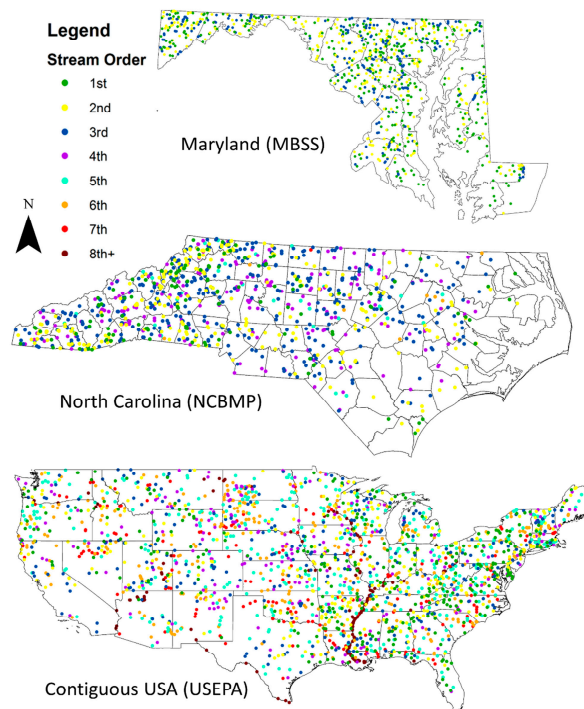 Legend
Stream Order
1st
2nd
3rd
4th
5th
6th
7th
8th+
Maryland (MBSS)
N
North Carolina (NCBMP)
Contiguous USA (USEPA)